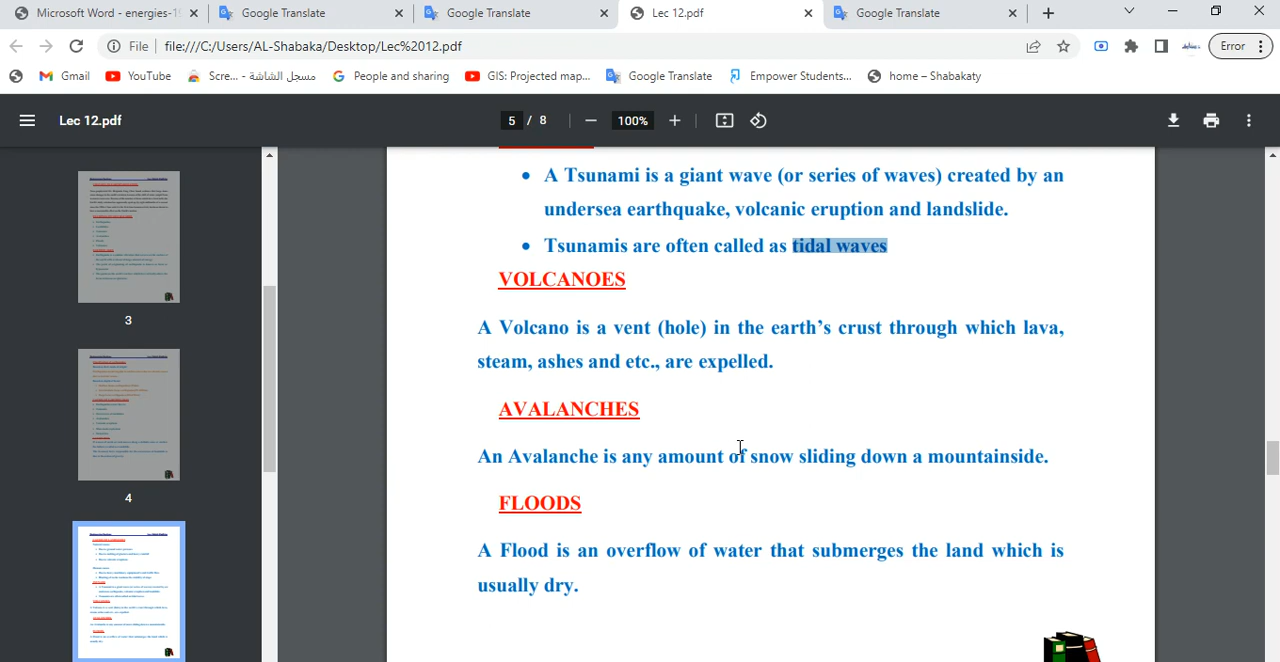 Microsoft Word - energies-1
Google Translate
Google Translate
Lec 12.pdf
Google Translate
File
file:///C:/Users/AL-Shabaka/Desktop/Lec%2012.pdf
Error
Gmail
YouTube
Scre... - مسجل الشاشة
People and sharing
GIS: Projected map...
Google Translate
Empower Students...
home – Shabakaty
Lec 12.pdf
5 / 8
100%
• A Tsunami is a giant wave (or series of waves) created by an
undersea earthquake, volcanic eruption and landslide.
• Tsunamis are often called as tidal waves
VOLCANOES
A Volcano is a vent (hole) in the earth’s crust through which lava,
steam, ashes and etc., are expelled.
AVALANCHES
An Avalanche is any amount of snow sliding down a mountainside.
FLOODS
A Flood is an overflow of water that submerges the land which is
usually dry.
3
4